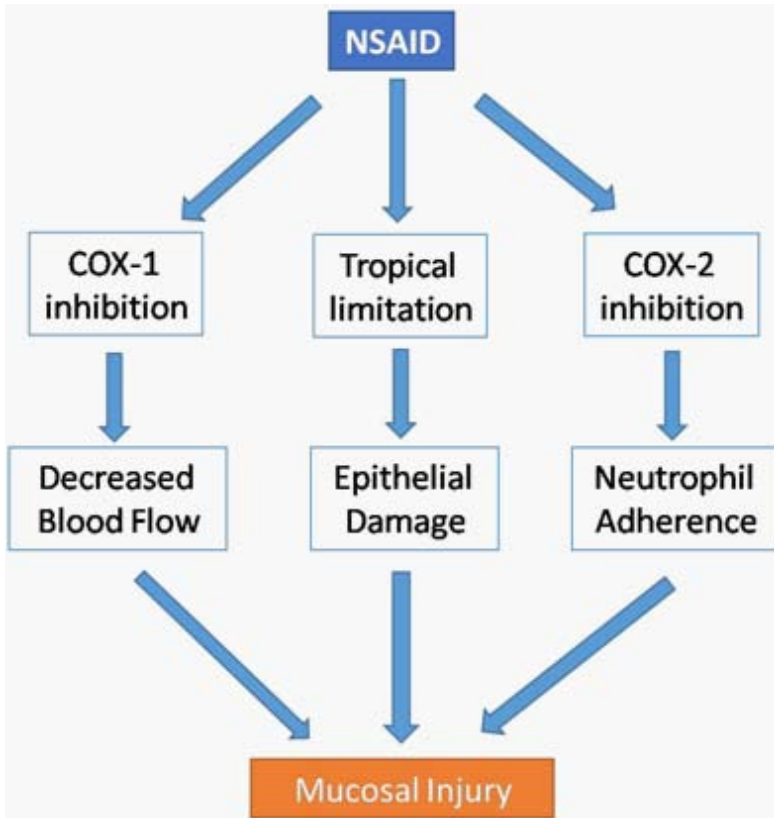 NSAID
COX-1
inhibition
Tropical
limitation
COX-2
inhibition
Decreased
Blood Flow
Epithelial
Damage
Neutrophil
Adherence
Mucosal Injury